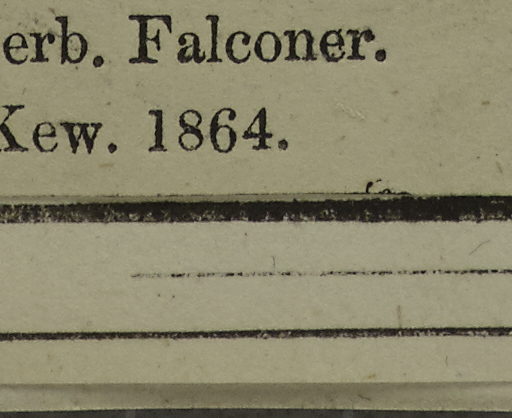 erb. Falconer.
Kew. 1864.